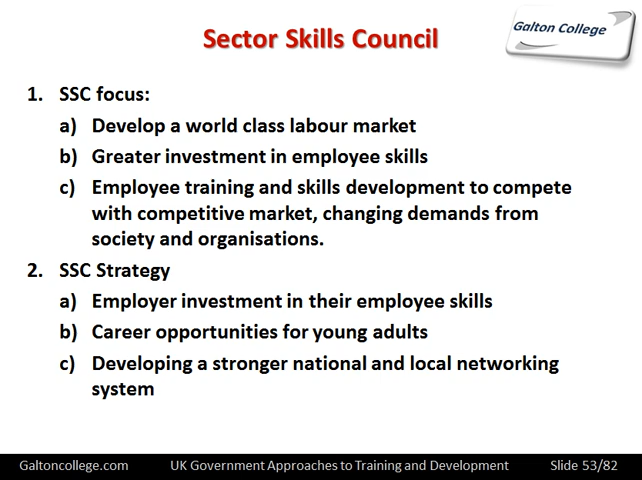 Sector Skills Council
Galton College
1. SSC focus:
a) Develop a world class labour market
b) Greater investment in employee skills
c) Employee training and skills development to compete
with competitive market, changing demands from
society and organisations.
2. SSC Strategy
a) Employer investment in their employee skills
b) Career opportunities for young adults
c) Developing a stronger national and local networking
system
Galtoncollege.com UK Government Approaches to Training and Development Slide 53/82